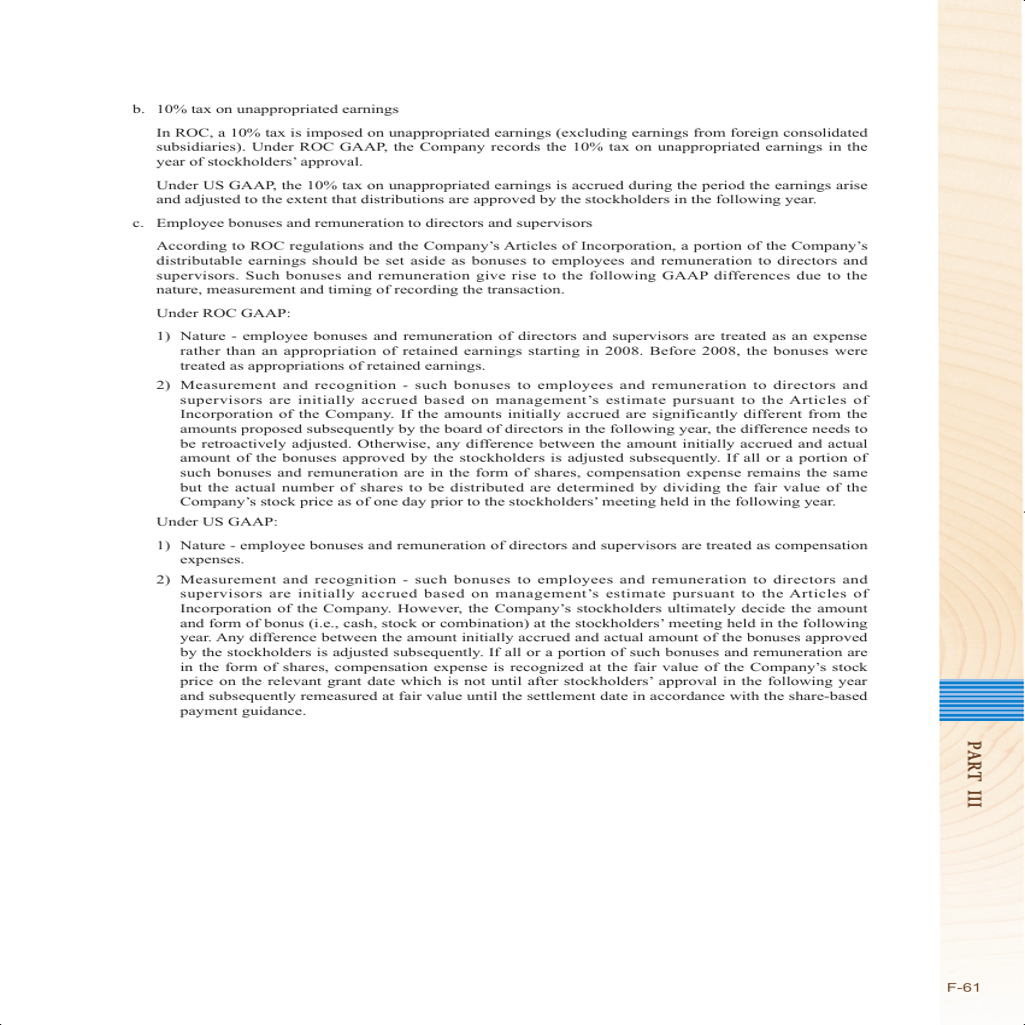 b. 10% tax on unappropriated earnings
In ROC, a 10% tax is imposed on unappropriated earnings (excluding earnings from foreign consolidated
subsidiaries). Under ROC GAAP, the Company records the 10% tax on unappropriated earnings in the
year of stockholders’ approval.
Under US GAAP, the 10% tax on unappropriated earnings is accrued during the period the earnings arise
and adjusted to the extent that distributions are approved by the stockholders in the following year.
c. Employee bonuses and remuneration to directors and supervisors
According to ROC regulations and the Company’s Articles of Incorporation, a portion of the Company’s
distributable earnings should be set aside as bonuses to employees and remuneration to directors and
supervisors. Such bonuses and remuneration give rise to the following GAAP differences due to the
nature, measurement and timing of recording the transaction.
Under ROC GAAP:
1) Nature - employee bonuses and remuneration of directors and supervisors are treated as an expense
rather than an appropriation of retained earnings starting in 2008. Before 2008, the bonuses were
treated as appropriations of retained earnings.
2) Measurement and recognition - such bonuses to employees and remuneration to directors and
supervisors are initially accrued based on management’s estimate pursuant to the Articles of
Incorporation of the Company. If the amounts initially accrued are significantly different from the
amounts proposed subsequently by the board of directors in the following year, the difference needs to
be retroactively adjusted. Otherwise, any difference between the amount initially accrued and actual
amount of the bonuses approved by the stockholders is adjusted subsequently. If all or a portion of
such bonuses and remuneration are in the form of shares, compensation expense remains the same
but the actual number of shares to be distributed are determined by dividing the fair value of the
Company’s stock price as of one day prior to the stockholders’ meeting held in the following year.
Under US GAAP:
1) Nature - employee bonuses and remuneration of directors and supervisors are treated as compensation
expenses.
2) Measurement and recognition - such bonuses to employees and remuneration to directors and
supervisors are initially accrued based on management’s estimate pursuant to the Articles of
Incorporation of the Company. However, the Company’s stockholders ultimately decide the amount
and form of bonus (i.e., cash, stock or combination) at the stockholders’ meeting held in the following
year. Any difference between the amount initially accrued and actual amount of the bonuses approved
by the stockholders is adjusted subsequently. If all or a portion of such bonuses and remuneration are
in the form of shares, compensation expense is recognized at the fair value of the Company’s stock
price on the relevant grant date which is not until after stockholders’ approval in the following year
and subsequently remeasured at fair value until the settlement date in accordance with the share-based
payment guidance.
PART III
F-61